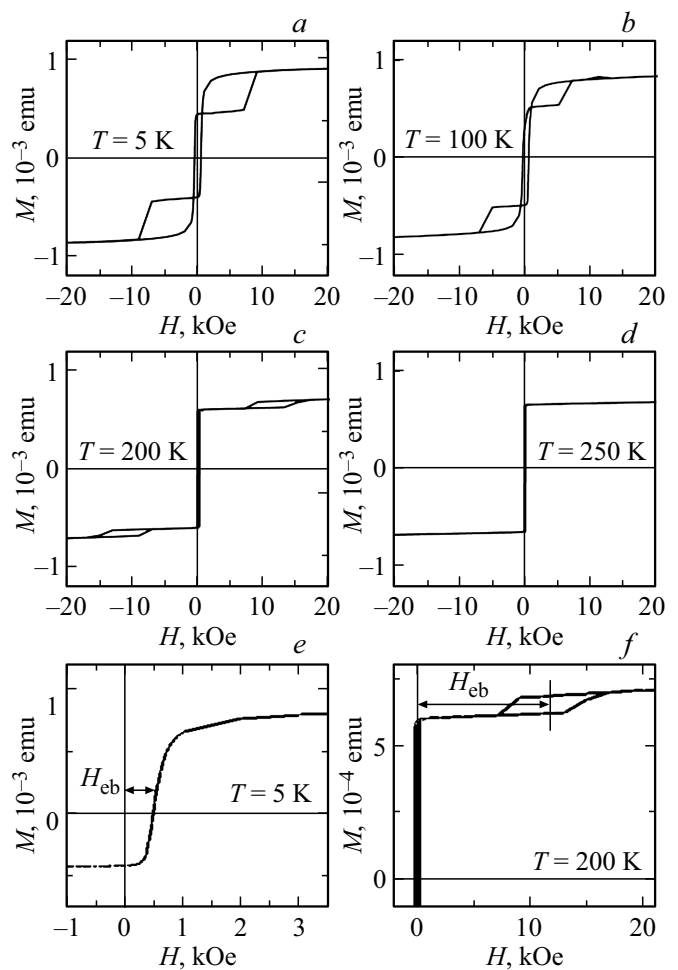 a
M, 10⁻³ emu
1
0
–1
T = 5 K
–20 –10 0 10 20
H, kOe
b
M, 10⁻³ emu
1
0
–1
T = 100 K
–20 –10 0 10 20
H, kOe
c
M, 10⁻³ emu
1
0
–1
T = 200 K
–20 –10 0 10 20
H, kOe
d
M, 10⁻³ emu
1
0
–1
T = 250 K
–20 –10 0 10 20
H, kOe
e
M, 10⁻³ emu
1
0
Heb
T = 5 K
–1 0 1 2 3
H, kOe
f
M, 10⁻⁴ emu
5
0
Heb
T = 200 K
0 10 20
H, kOe